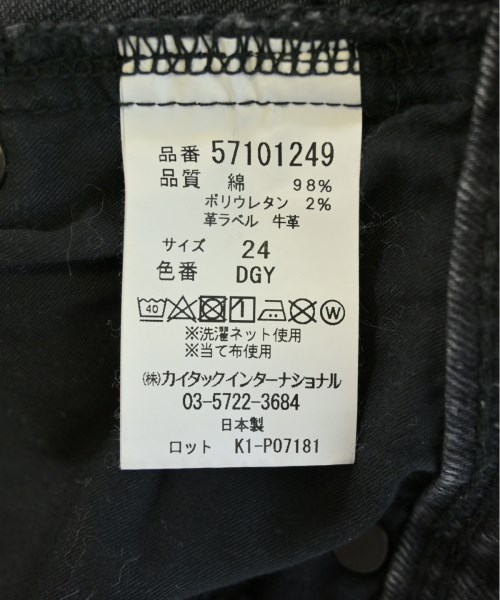 品番 57101249
品質 綿 98%
ポリウレタン 2%
革ラベル 牛革
サイズ 24
色番 DGY
40 W
※洗濯ネット使用
※当て布使用
㈱カイタックインターナショナル
03-5722-3684
日本製
ロット K1-P07181